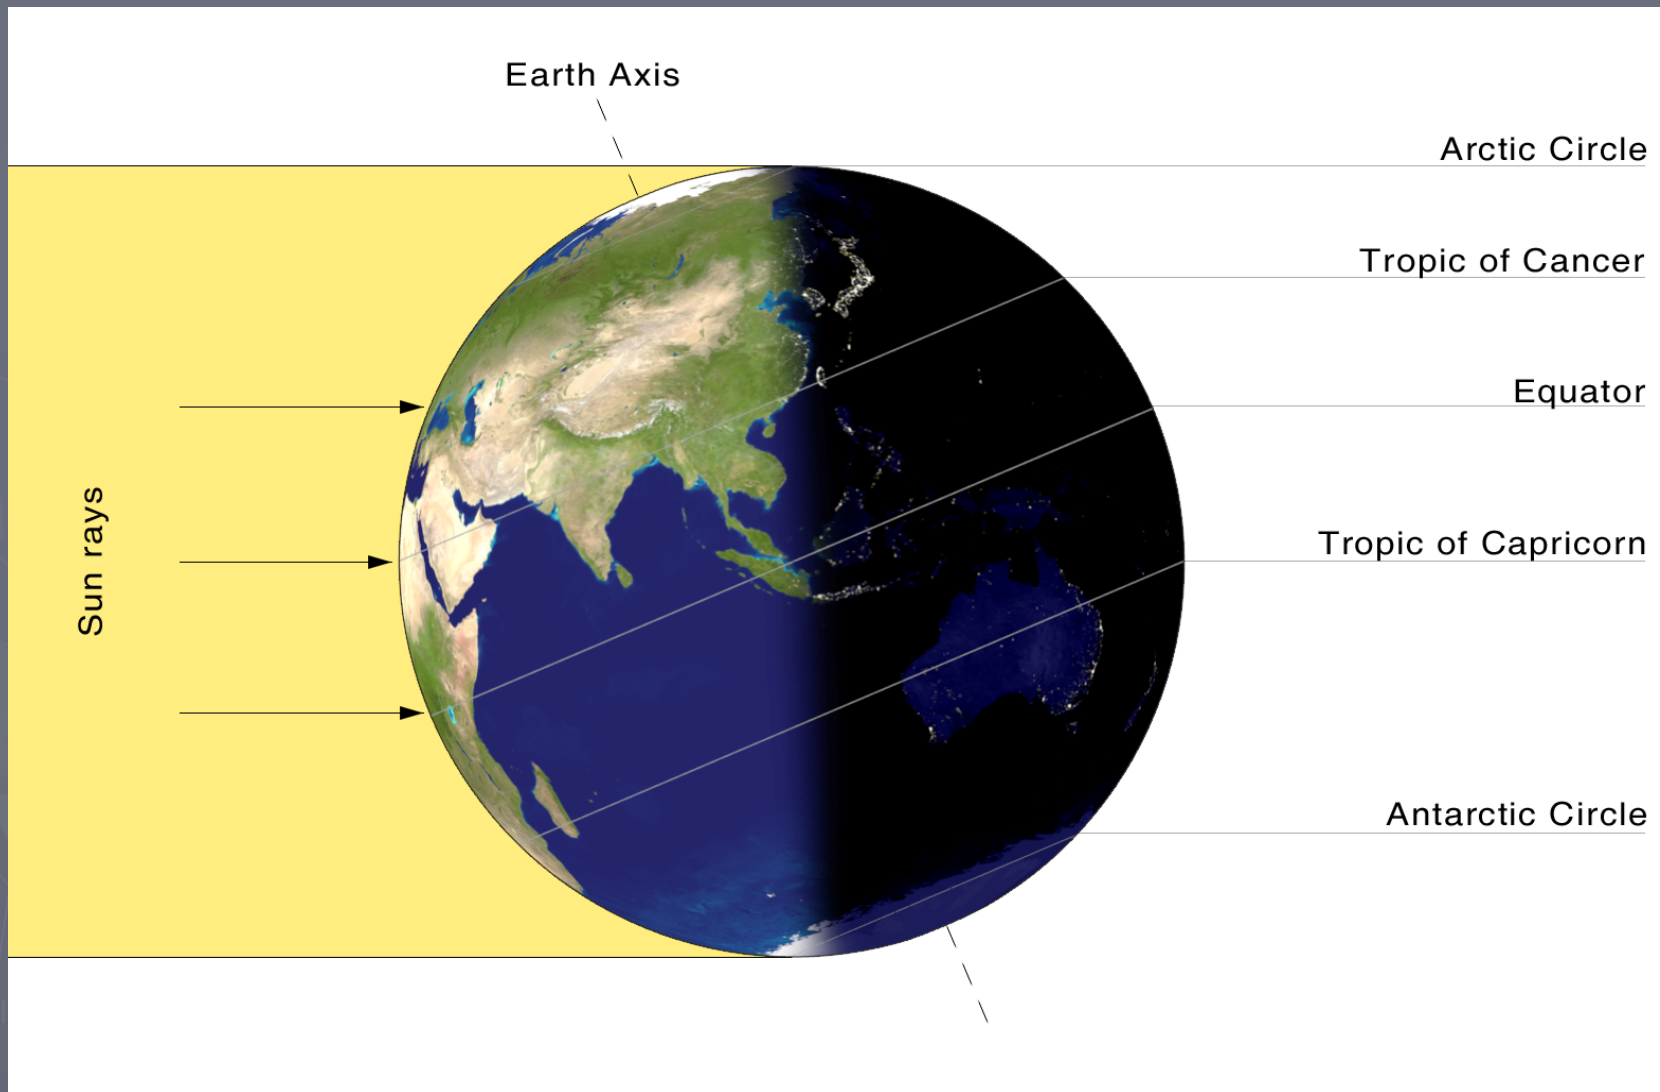 Earth Axis
Arctic Circle
Tropic of Cancer
Equator
Sun rays
Tropic of Capricorn
Antarctic Circle